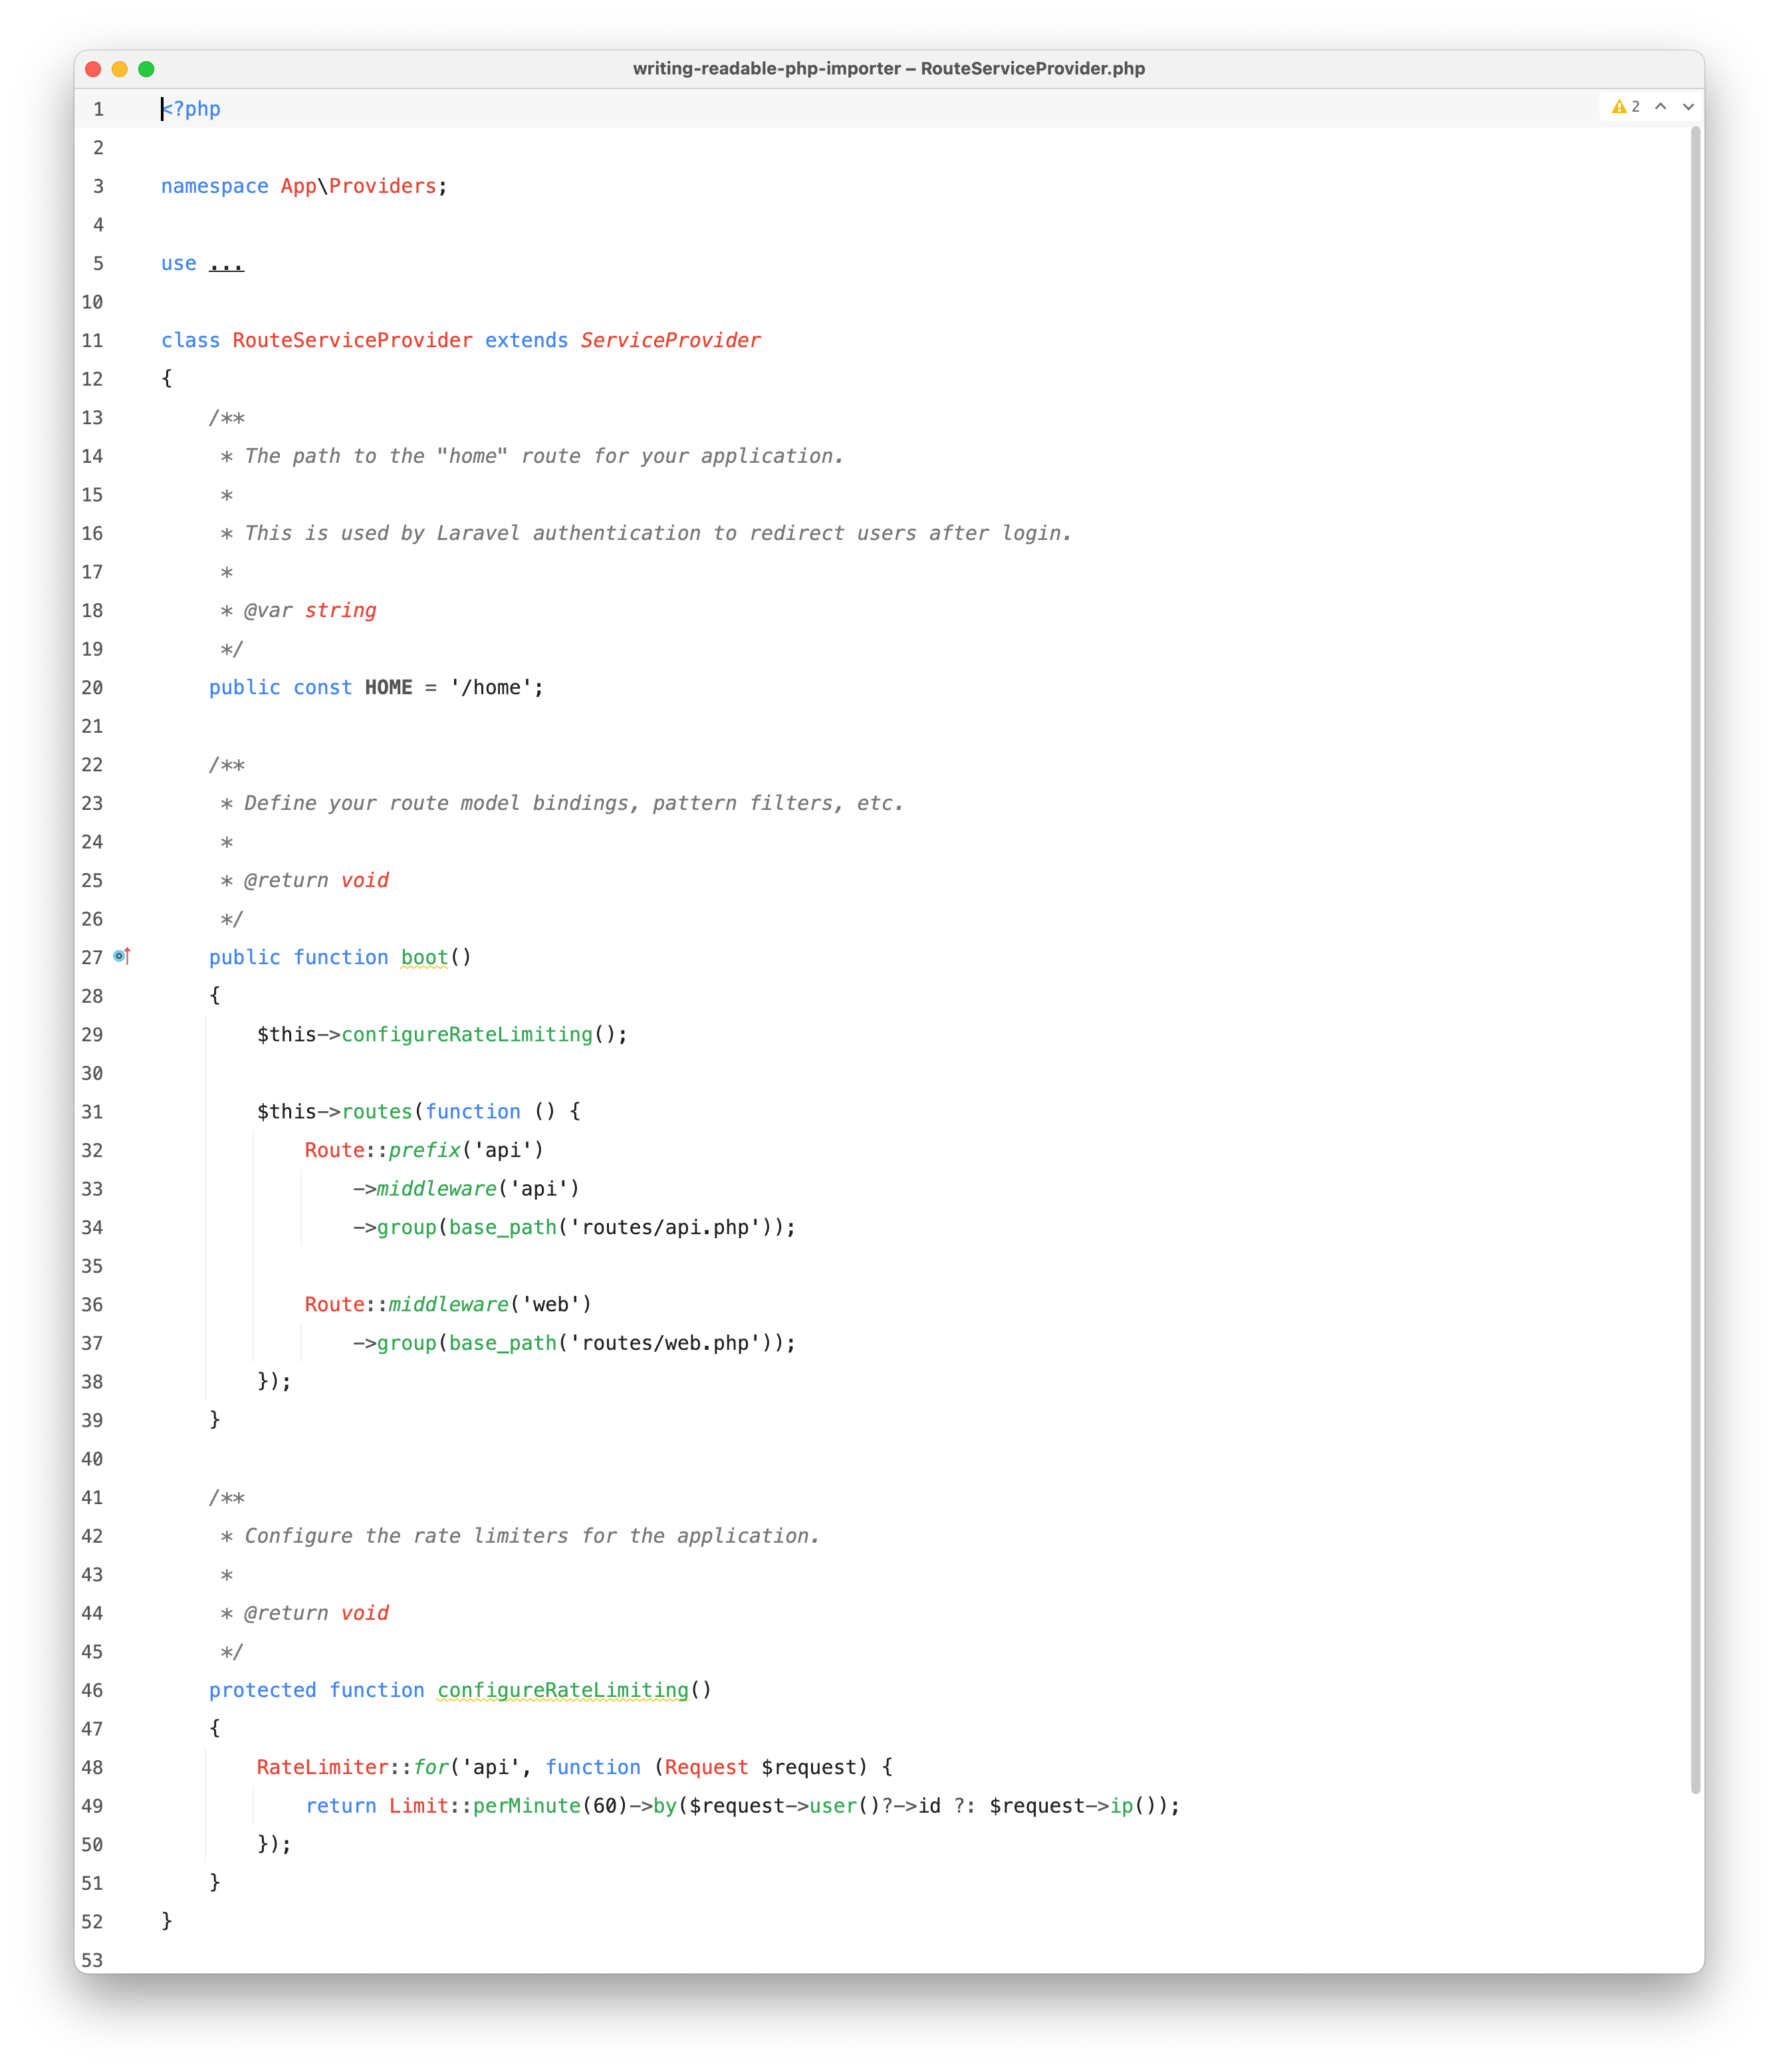 writing-readable-php-importer – RouteServiceProvider.php
1 <?php
2
3 namespace App\Providers;
4
5 use ...
10
11 class RouteServiceProvider extends ServiceProvider
12 {
13     /**
14      * The path to the "home" route for your application.
15      *
16      * This is used by Laravel authentication to redirect users after login.
17      *
18      * @var string
19      */
20     public const HOME = '/home';
21
22     /**
23      * Define your route model bindings, pattern filters, etc.
24      *
25      * @return void
26      */
27     public function boot()
28     {
29         $this->configureRateLimiting();
30
31         $this->routes(function () {
32             Route::prefix('api')
33                 ->middleware('api')
34                 ->group(base_path('routes/api.php'));
35
36             Route::middleware('web')
37                 ->group(base_path('routes/web.php'));
38         });
39     }
40
41     /**
42      * Configure the rate limiters for the application.
43      *
44      * @return void
45      */
46     protected function configureRateLimiting()
47     {
48         RateLimiter::for('api', function (Request $request) {
49             return Limit::perMinute(60)->by($request->user()?->id ?: $request->ip());
50         });
51     }
52 }
53
2